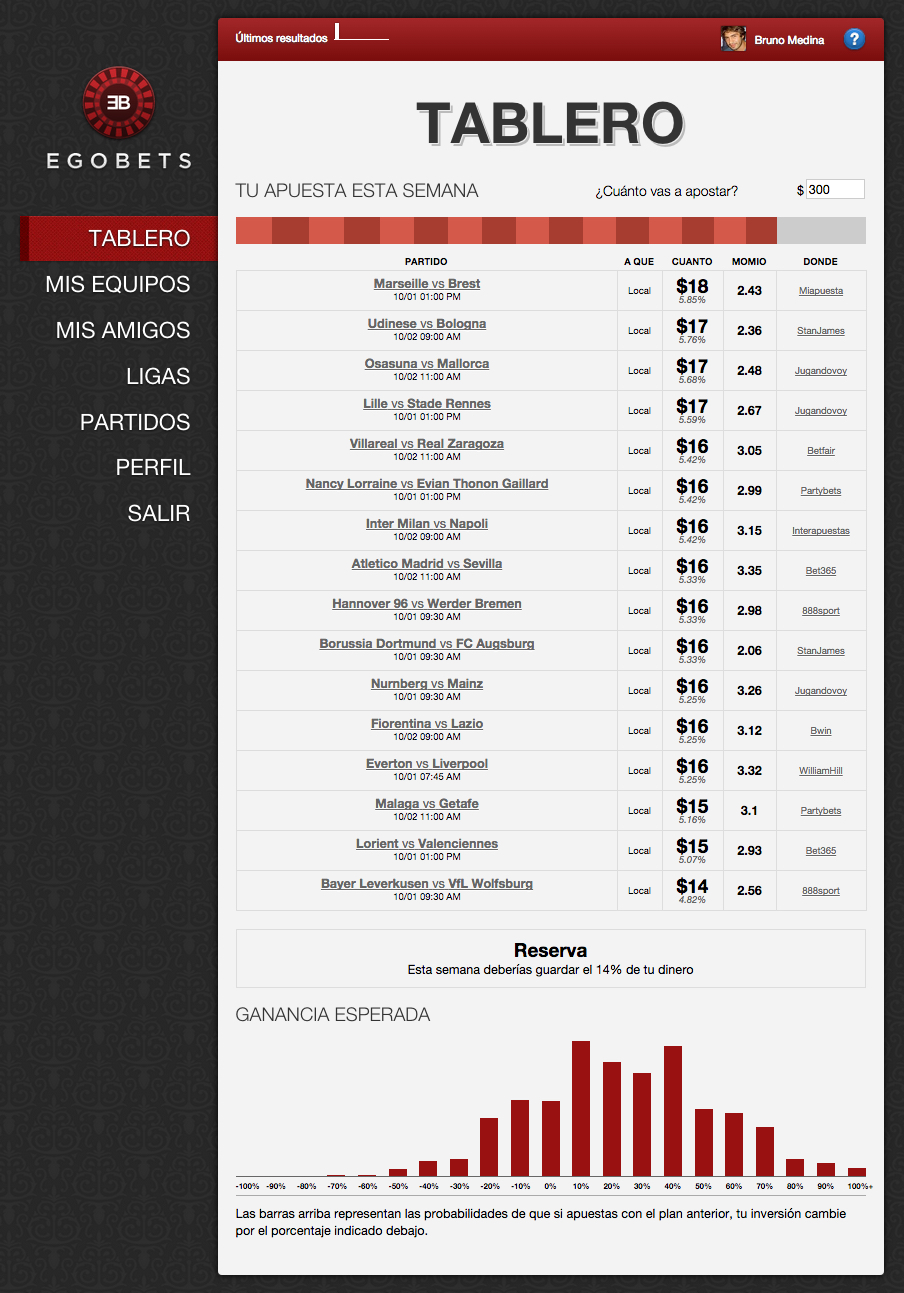 Últimos resultados
Bruno Medina
?
EB
EGOBETS
TABLERO
MIS EQUIPOS
MIS AMIGOS
LIGAS
PARTIDOS
PERFIL
SALIR
TABLERO
TU APUESTA ESTA SEMANA
¿Cuánto vas a apostar?
$ 300
PARTIDO A QUE CUANTO MOMIO DONDE
Marseille vs Brest
10/01 01:00 PM
Local
$18
5.85%
2.43
Miapuesta
Udinese vs Bologna
10/02 09:00 AM
Local
$17
5.76%
2.36
StanJames
Osasuna vs Mallorca
10/02 11:00 AM
Local
$17
5.68%
2.48
Jugandovoy
Lille vs Stade Rennes
10/01 01:00 PM
Local
$17
5.59%
2.67
Jugandovoy
Villareal vs Real Zaragoza
10/02 11:00 AM
Local
$16
5.42%
3.05
Betfair
Nancy Lorraine vs Evian Thonon Gaillard
10/01 01:00 PM
Local
$16
5.42%
2.99
Partybets
Inter Milan vs Napoli
10/02 09:00 AM
Local
$16
5.42%
3.15
Interapuestas
Atletico Madrid vs Sevilla
10/02 11:00 AM
Local
$16
5.33%
3.35
Bet365
Hannover 96 vs Werder Bremen
10/01 09:30 AM
Local
$16
5.33%
2.98
888sport
Borussia Dortmund vs FC Augsburg
10/01 09:30 AM
Local
$16
5.33%
2.06
StanJames
Nurnberg vs Mainz
10/01 09:30 AM
Local
$16
5.25%
3.26
Jugandovoy
Fiorentina vs Lazio
10/02 09:00 AM
Local
$16
5.25%
3.12
Bwin
Everton vs Liverpool
10/01 07:45 AM
Local
$16
5.25%
3.32
WilliamHill
Malaga vs Getafe
10/02 11:00 AM
Local
$15
5.16%
3.1
Partybets
Lorient vs Valenciennes
10/01 01:00 PM
Local
$15
5.07%
2.93
Bet365
Bayer Leverkusen vs VfL Wolfsburg
10/01 09:30 AM
Local
$14
4.82%
2.56
888sport
Reserva
Esta semana deberías guardar el 14% de tu dinero
GANANCIA ESPERADA
-100% -90% -80% -70% -60% -50% -40% -30% -20% -10% 0% 10% 20% 30% 40% 50% 60% 70% 80% 90% 100%+
Las barras arriba representan las probabilidades de que si apuestas con el plan anterior, tu inversión cambie
por el porcentaje indicado debajo.